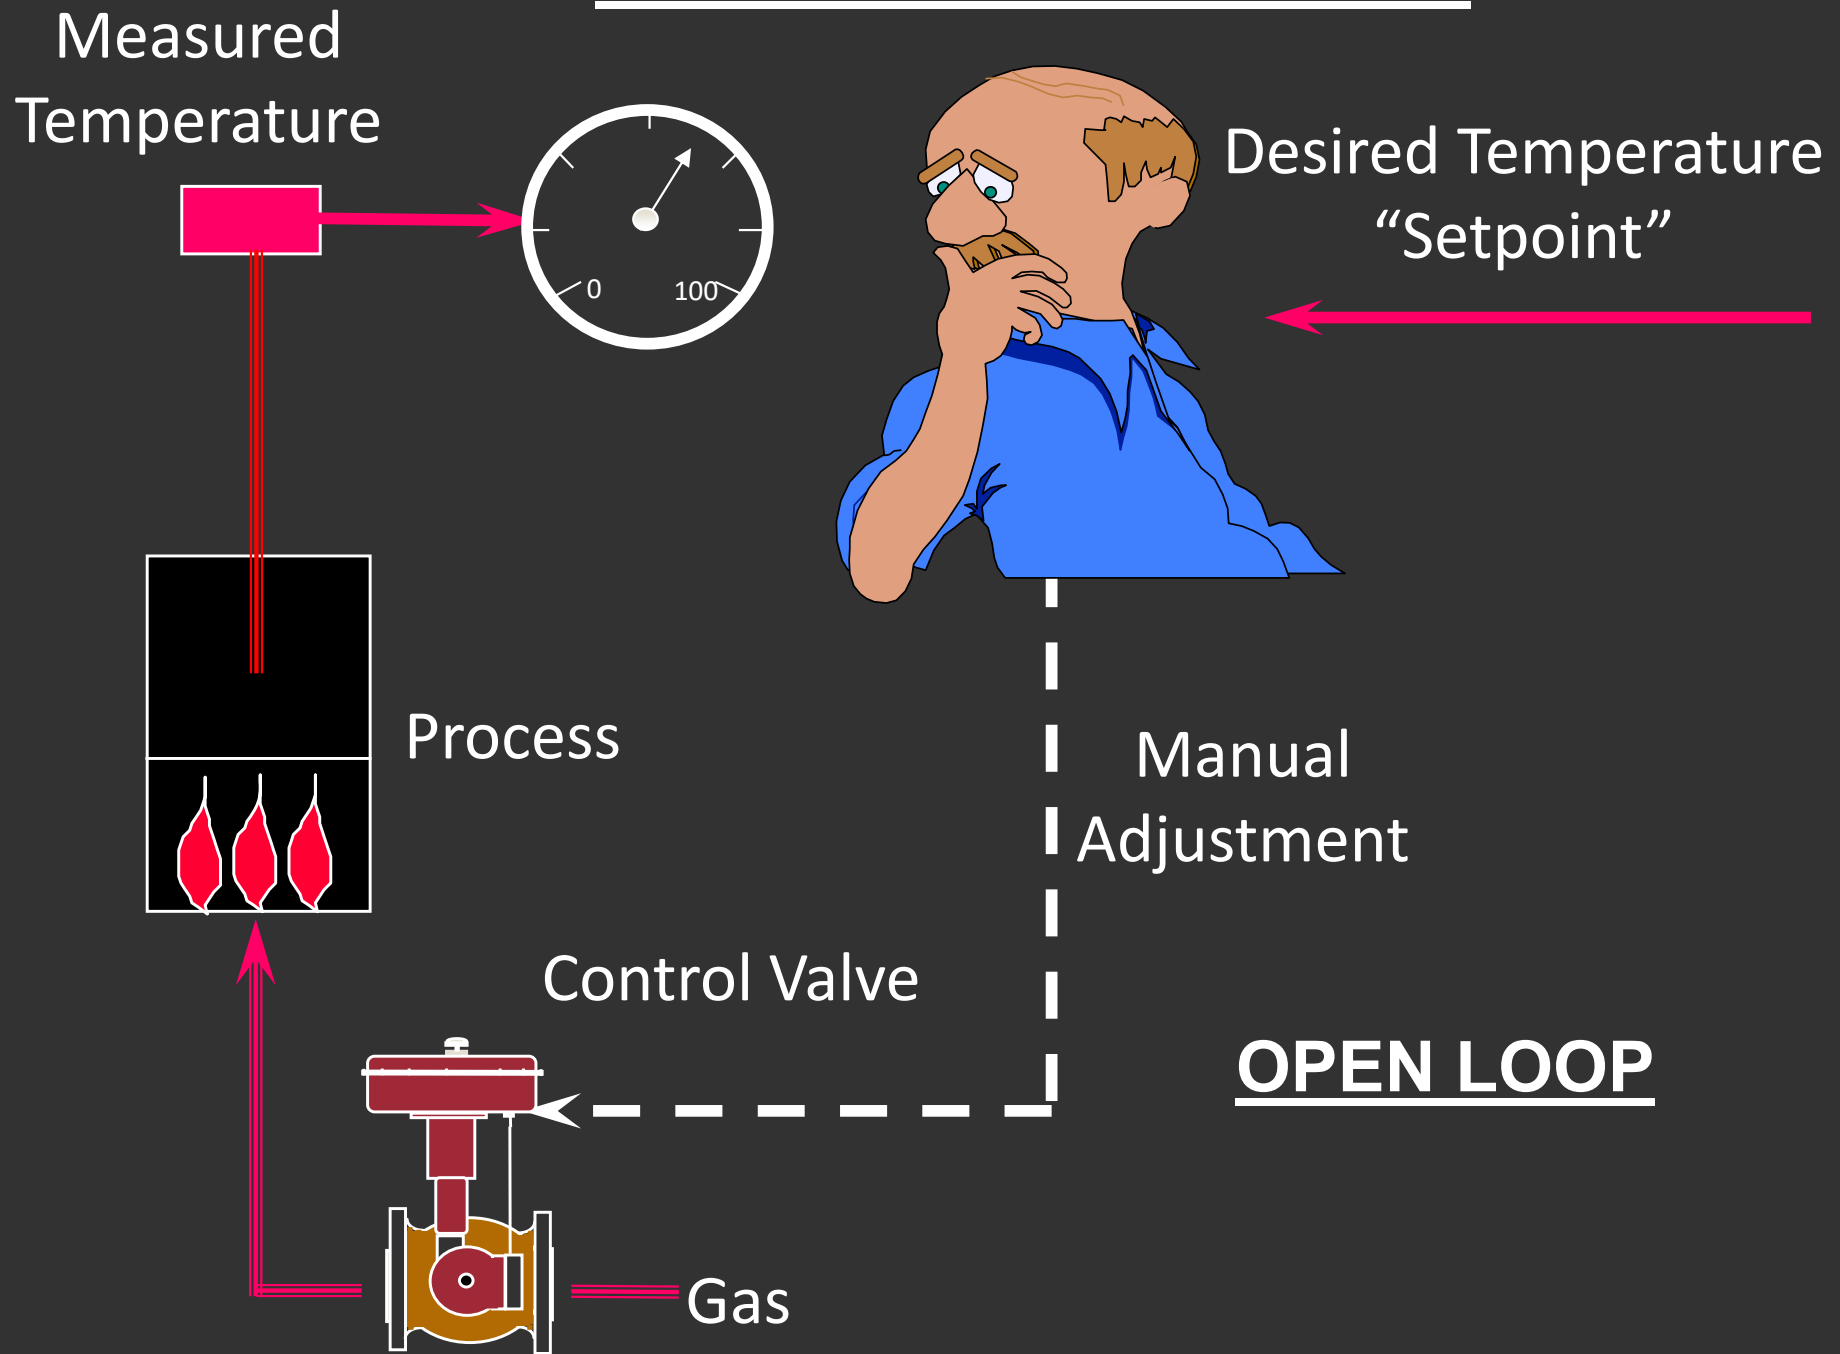 Measured
Temperature
0
100
Desired Temperature
“Setpoint”
Process
Manual
Adjustment
Control Valve
OPEN LOOP
Gas